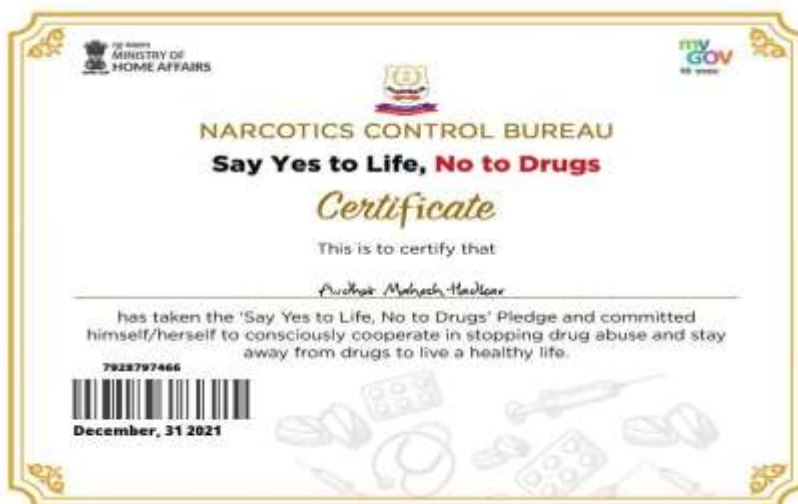 MINISTRY OF
HOME AFFAIRS
my
GOV
NARCOTICS CONTROL BUREAU
Say Yes to Life, No to Drugs
Certificate
This is to certify that
Mahesh
has taken the 'Say Yes to Life, No to Drugs' Pledge and committed
himself/herself to consciously cooperate in stopping drug abuse and stay
away from drugs to live a healthy life.
7928797466
December, 31 2021